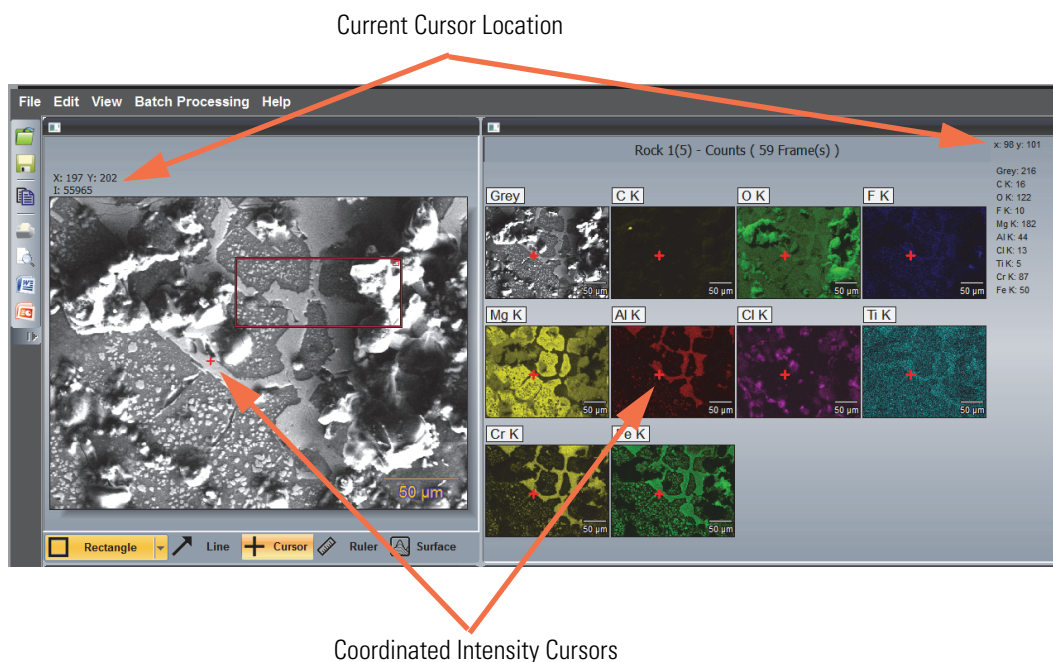 Current Cursor Location
File Edit View Batch Processing Help
X: 197 Y: 202
I: 55965
50 µm
Rectangle Line Cursor Ruler Surface
Rock 1(5) - Counts ( 59 Frame(s) )
x: 98 y: 101
Grey: 216
C K: 16
O K: 122
F K: 10
Mg K: 182
Al K: 44
Cl K: 13
Ti K: 5
Cr K: 87
Fe K: 50
Grey C K O K F K
50 µm 50 µm 50 µm 50 µm
Mg K Al K Cl K Ti K
50 µm 50 µm 50 µm 50 µm
Cr K Fe K
50 µm 50 µm
Coordinated Intensity Cursors